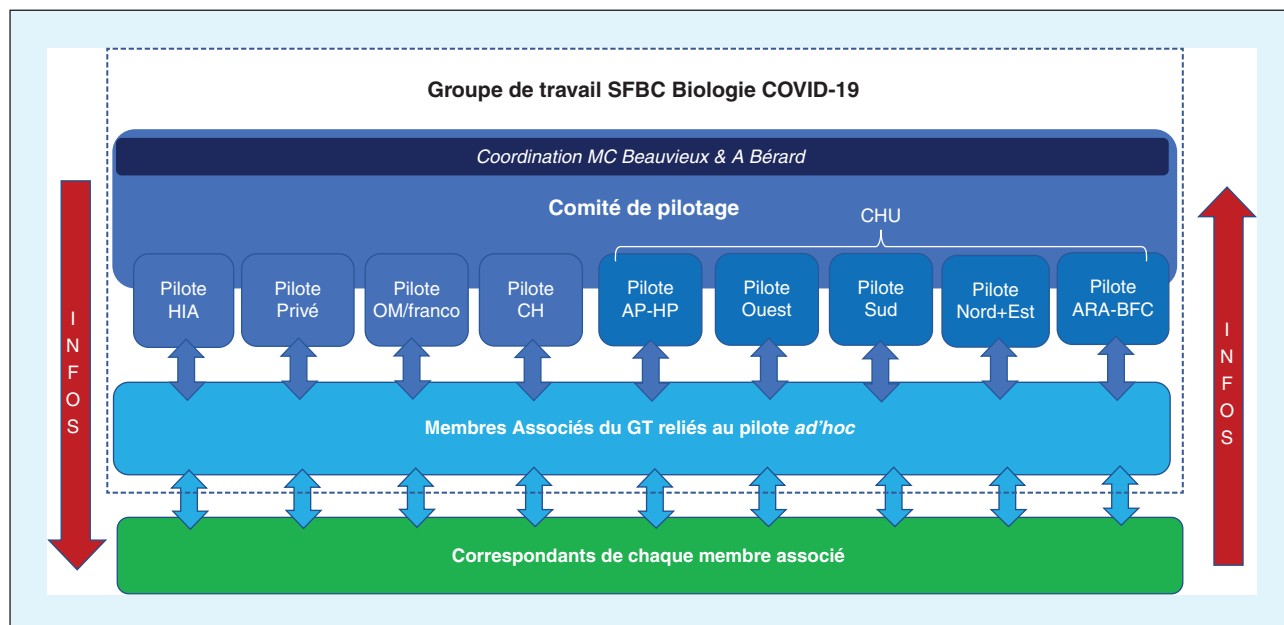 Groupe de travail SFBC Biologie COVID-19
Coordination MC Beauvieux & A Bérard
Comité de pilotage
CHU
Pilote
HIA
Pilote
Privé
Pilote
OM/franco
Pilote
CH
Pilote
AP-HP
Pilote
Ouest
Pilote
Sud
Pilote
Nord+Est
Pilote
ARA-BFC
INFOS
INFOS
Membres Associés du GT reliés au pilote ad'hoc
Correspondants de chaque membre associé